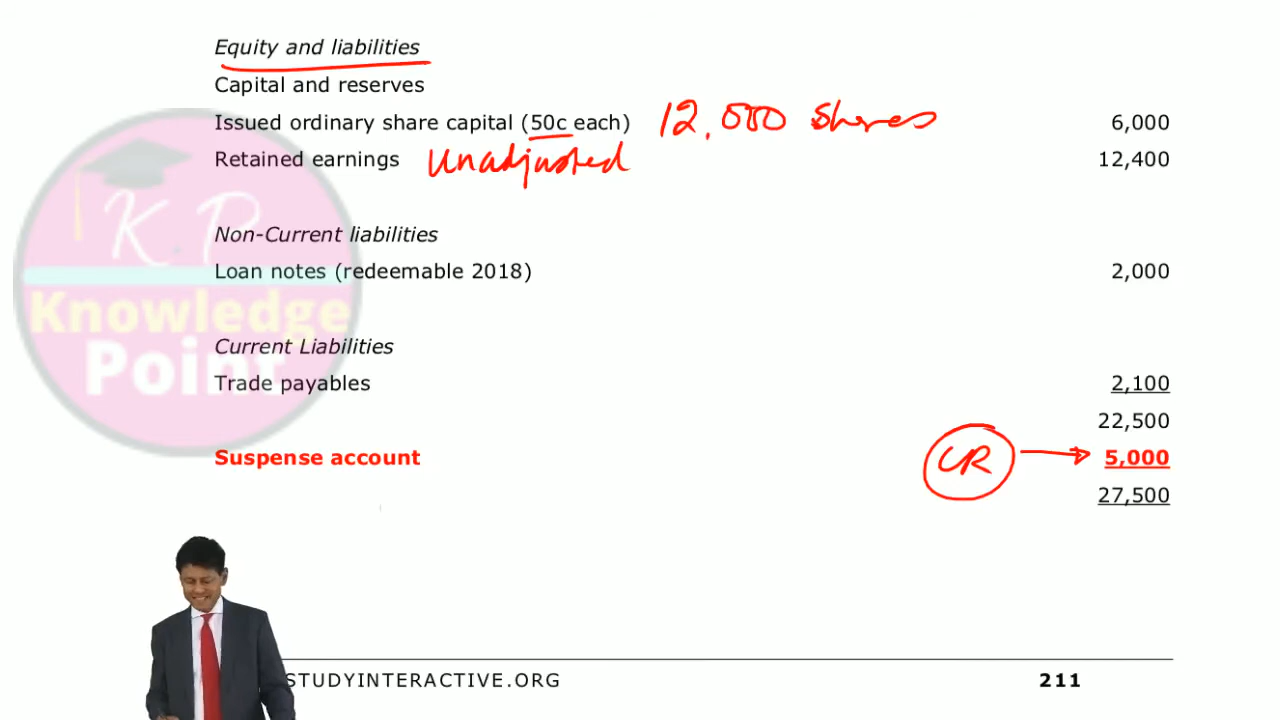 Equity and liabilities
Capital and reserves
Issued ordinary share capital (50c each) 12,000 shares 6,000
Retained earnings Unadjusted 12,400
K.P
Non-Current liabilities
Loan notes (redeemable 2018) 2,000
Knowledge
Current Liabilities
Point
Trade payables 2,100
22,500
Suspense account CR 5,000
27,500
STUDYINTERACTIVE.ORG 211